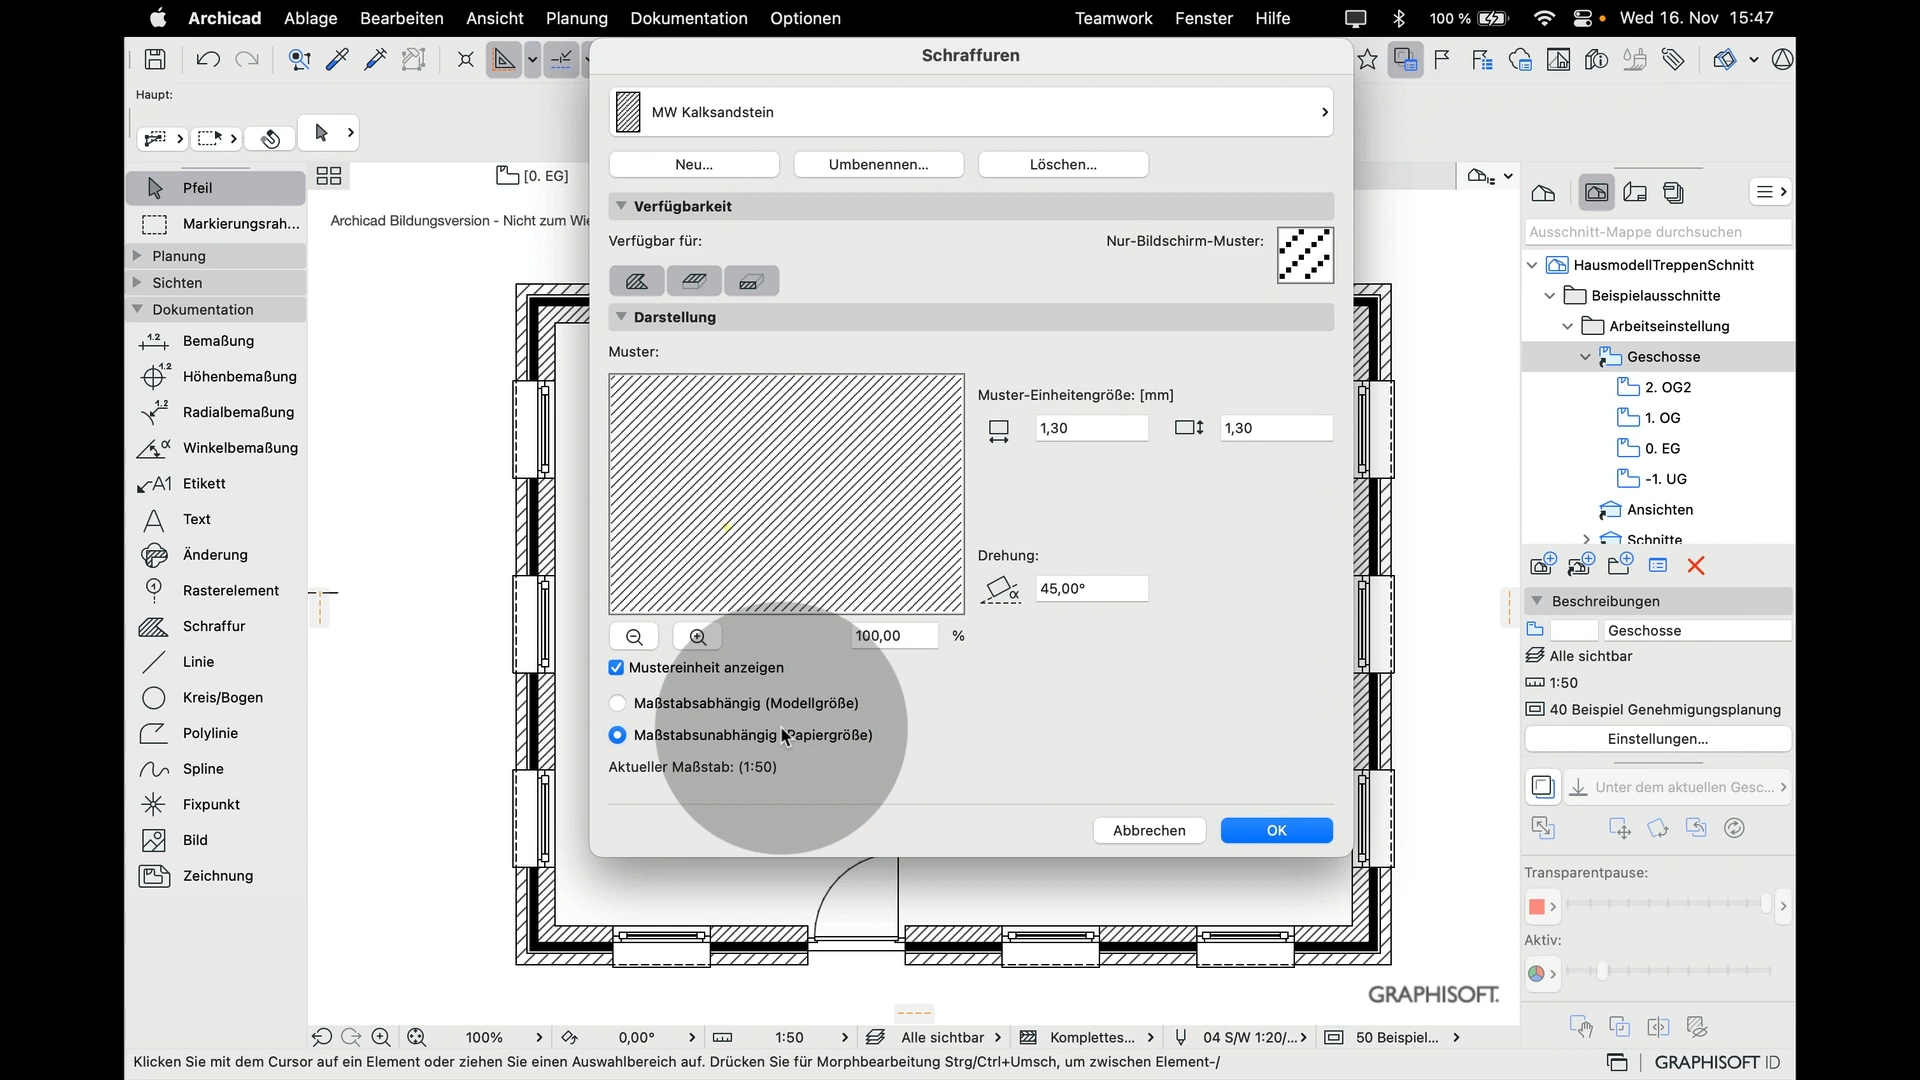 Archicad Ablage Bearbeiten Ansicht Planung Dokumentation Optionen Teamwork Fenster Hilfe 100 % Wed 16. Nov 15:47
Schraffuren
Haupt:
MW Kalksandstein
Neu... Umbenennen... Löschen...
[0. EG]
Pfeil
Markierungsrah...
Planung
Sichten
Dokumentation
1.2 Bemaßung
1.2 Höhenbemaßung
1.2 Radialbemaßung
α Winkelbemaßung
A1 Etikett
Text
Änderung
Rasterelement
Schraffur
Linie
Kreis/Bogen
Polylinie
Spline
Fixpunkt
Bild
Zeichnung
Archicad Bildungsversion - Nicht zum Wie
Verfügbarkeit
Verfügbar für:
Nur-Bildschirm-Muster:
Darstellung
Muster:
Muster-Einheitengröße: [mm]
1,30 1,30
Drehung:
α 45,00°
100,00 %
Mustereinheit anzeigen
Maßstabsabhängig (Modellgröße)
Maßstabsunabhängig Papiergröße)
Aktueller Maßstab: (1:50)
Abbrechen OK
Ausschnitt-Mappe durchsuchen
HausmodellTreppenSchnitt
Beispielausschnitte
Arbeitseinstellung
Geschosse
2. OG2
1. OG
0. EG
-1. UG
Ansichten
Schnitte
Beschreibungen
Geschosse
Alle sichtbar
1:50
40 Beispiel Genehmigungsplanung
Einstellungen...
Unter dem aktuellen Gesc...
Transparentpause:
Aktiv:
GRAPHISOFT.
100% 0,00° 1:50 Alle sichtbar Komplettes... 04 S/W 1:20/... 50 Beispiel...
Klicken Sie mit dem Cursor auf ein Element oder ziehen Sie einen Auswahlbereich auf. Drücken Sie für Morphbearbeitung Strg/Ctrl+Umsch, um zwischen Element-/
GRAPHISOFT ID